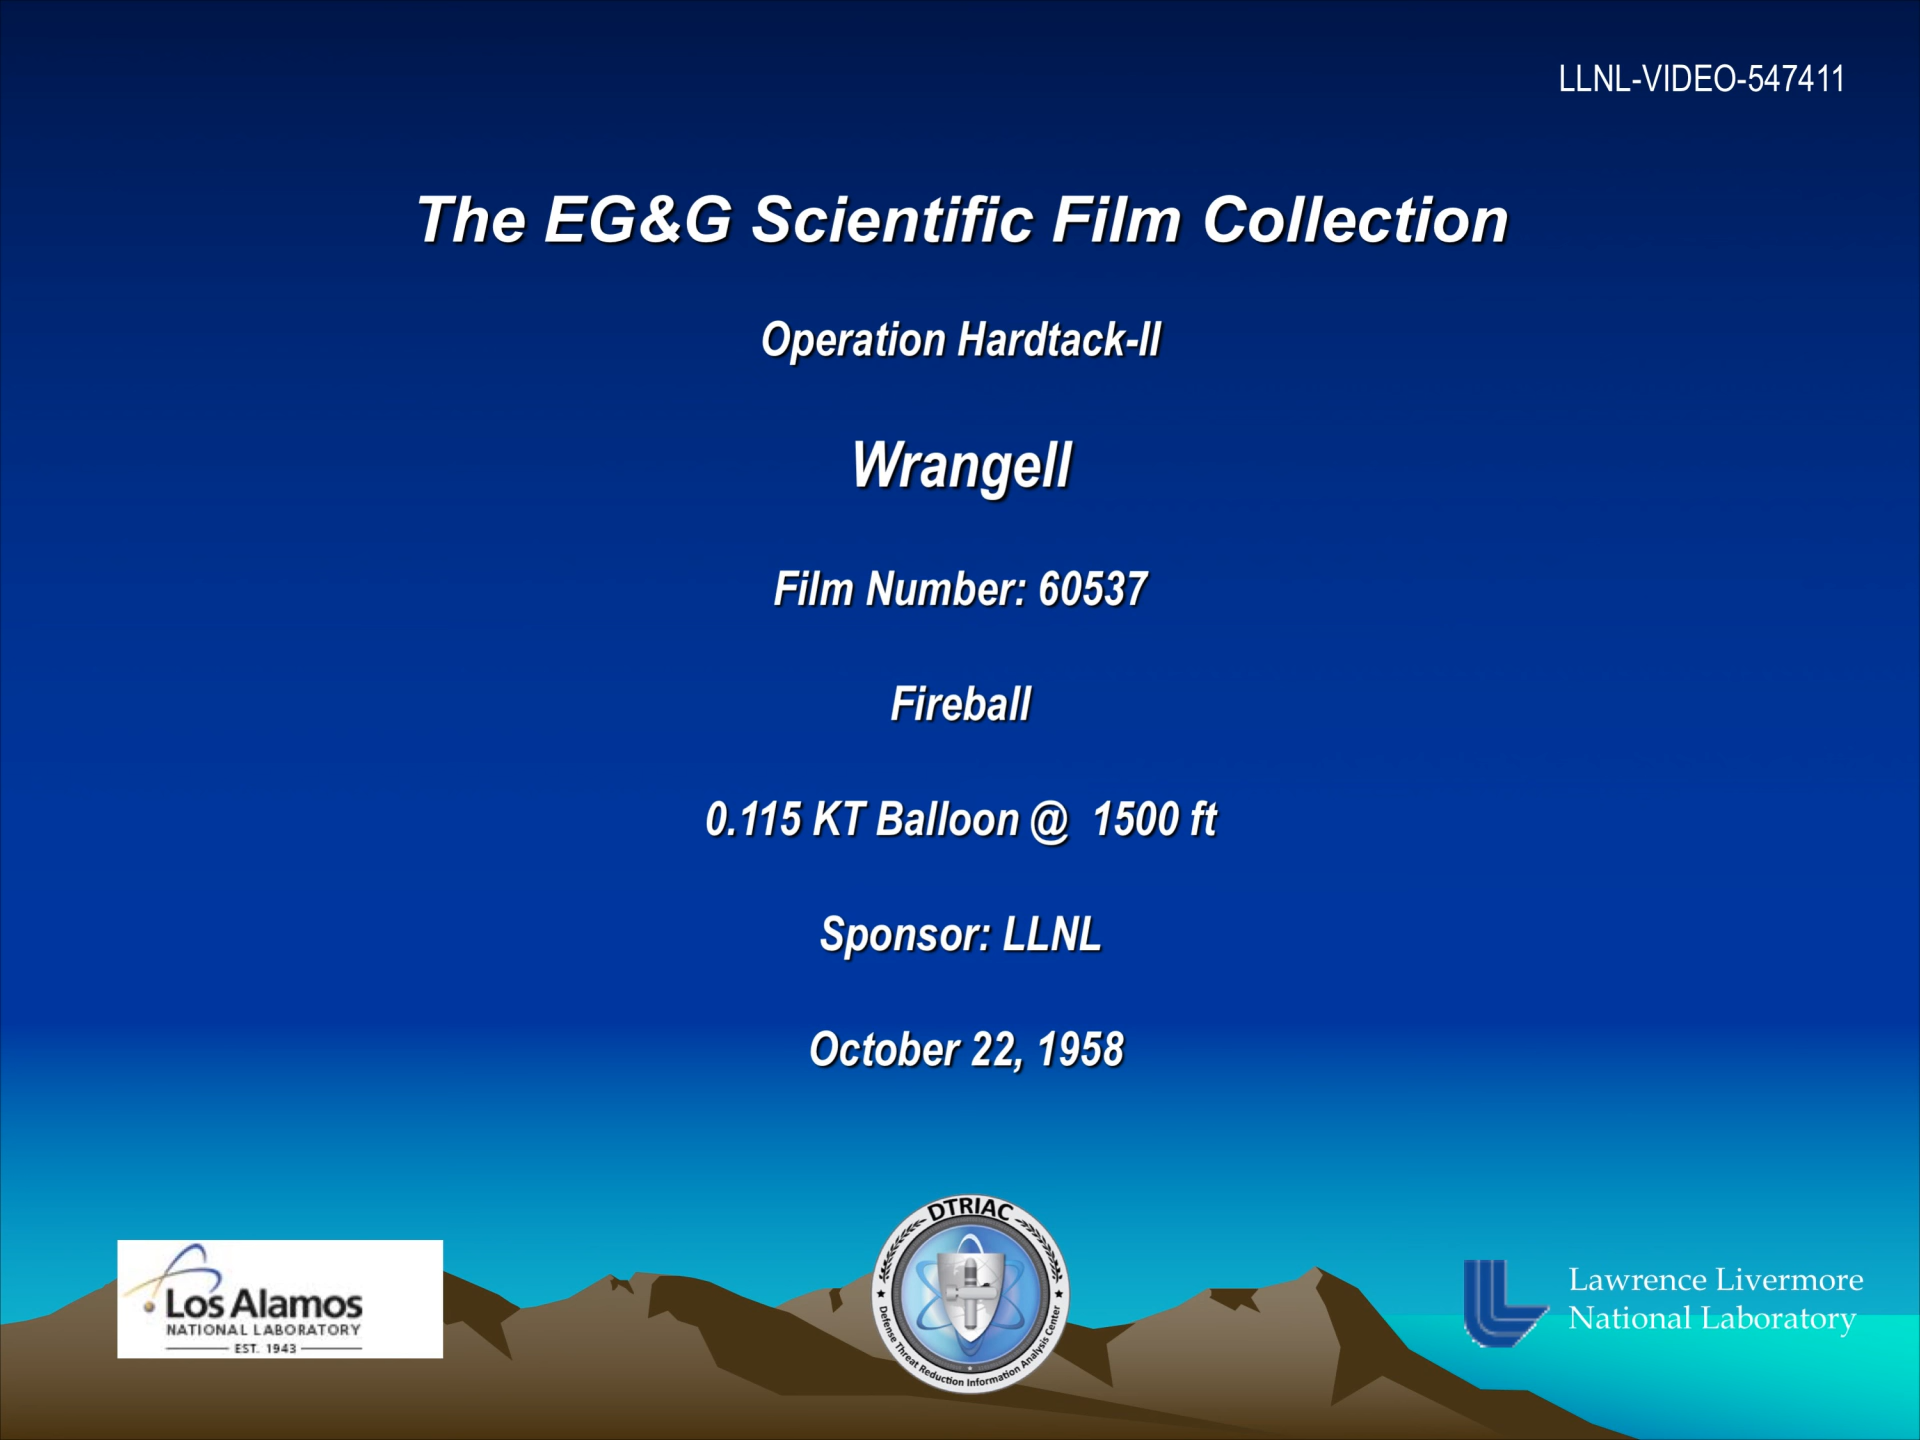 LLNL-VIDEO-547411
The EG&G Scientific Film Collection
Operation Hardtack-II
Wrangell
Film Number: 60537
Fireball
0.115 KT Balloon @  1500 ft
Sponsor: LLNL
October 22, 1958
Los Alamos
NATIONAL LABORATORY
EST. 1943
DTRIAC
Defense Threat Reduction Information Analysis Center
Lawrence Livermore
National Laboratory